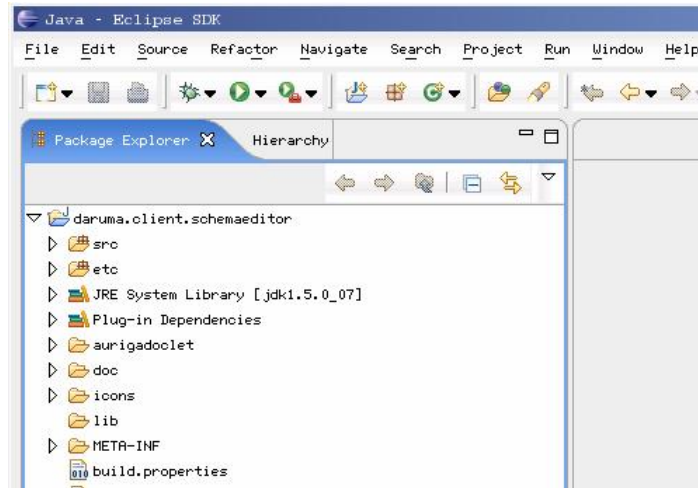 Java - Eclipse SDK
File Edit Source Refactor Navigate Search Project Run Window Help
Package Explorer Hierarchy
daruma.client.schemaeditor
src
etc
JRE System Library [jdk1.5.0_07]
Plug-in Dependencies
aurigadoclet
doc
icons
lib
META-INF
build.properties